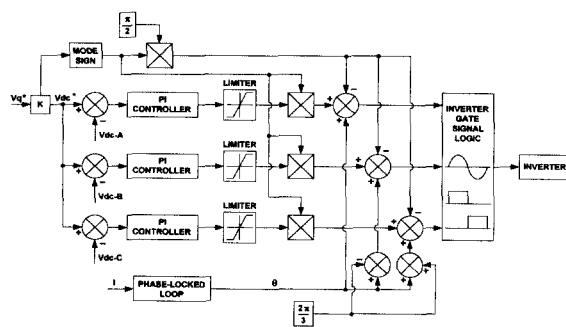 π
2
MODE
SIGN
Vq*
K
Vdc*
Vdc-A
PI
CONTROLLER
LIMITER
INVERTER
GATE
SIGNAL
LOGIC
INVERTER
Vdc-B
PI
CONTROLLER
LIMITER
Vdc-C
PI
CONTROLLER
LIMITER
I
PHASE-LOCKED
LOOP
θ
2π
3